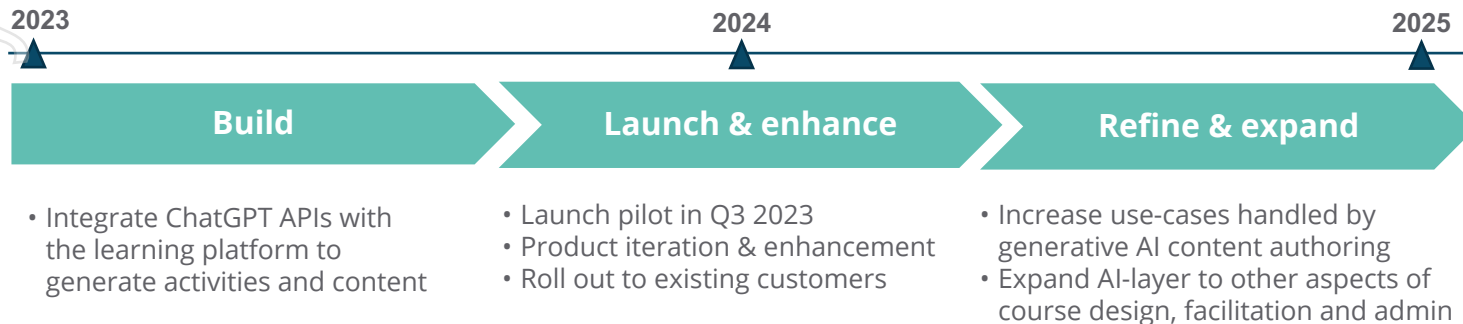 2023
2024
2025
Build
Launch & enhance
Refine & expand
• Integrate ChatGPT APIs with
the learning platform to
generate activities and content
• Launch pilot in Q3 2023
• Product iteration & enhancement
• Roll out to existing customers
• Increase use-cases handled by
generative AI content authoring
• Expand AI-layer to other aspects of
course design, facilitation and admin